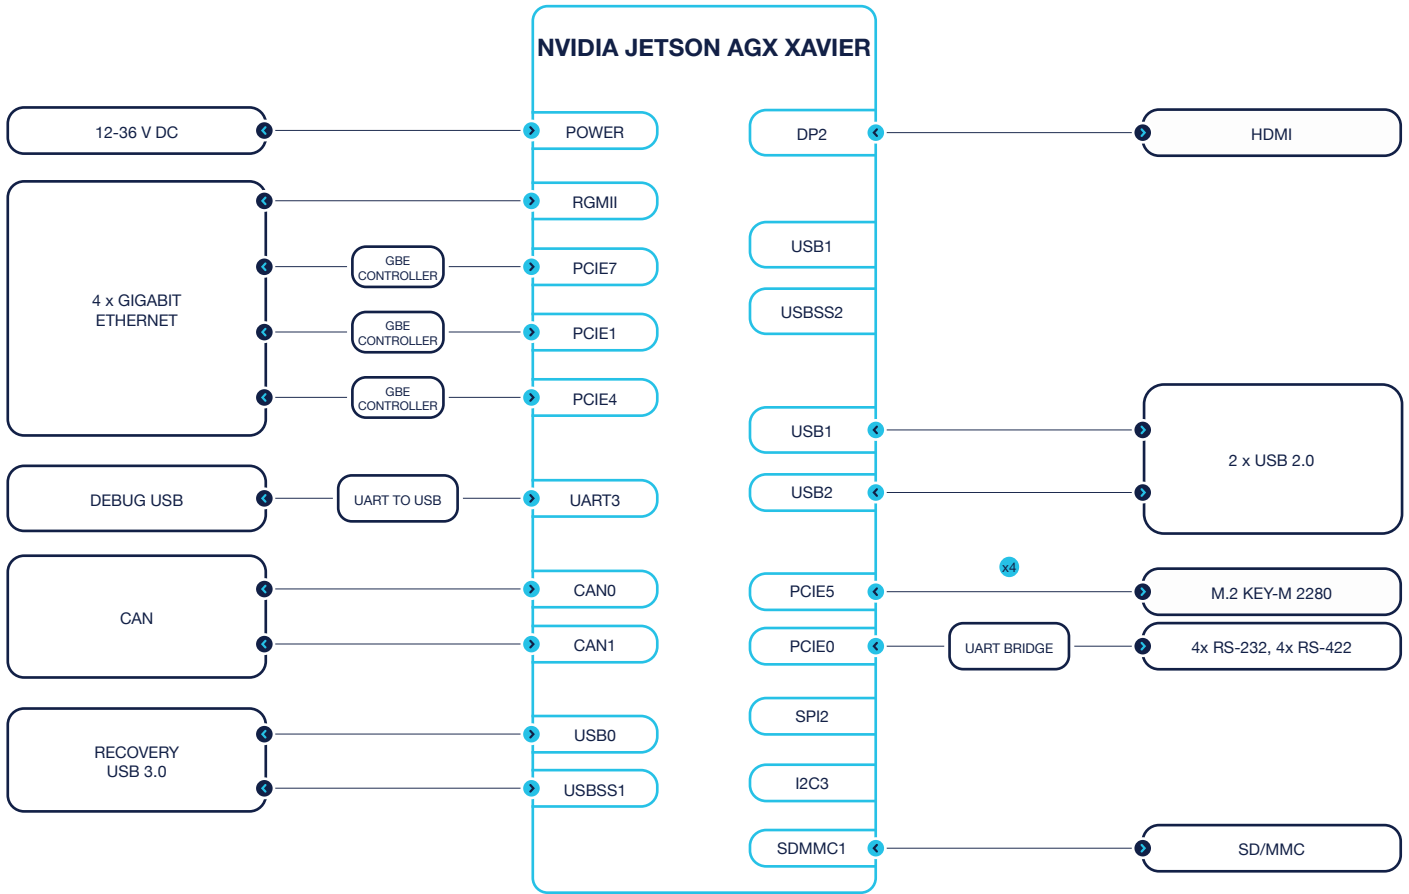 NVIDIA JETSON AGX XAVIER
12-36 V DC
POWER
DP2
HDMI
RGMII
4 x GIGABIT
ETHERNET
GBE
CONTROLLER
PCIE7
GBE
CONTROLLER
PCIE1
GBE
CONTROLLER
PCIE4
USB1
USBSS2
USB1
USB2
2 x USB 2.0
DEBUG USB
UART TO USB
UART3
CAN
CAN0
CAN1
x4
PCIE5
M.2 KEY-M 2280
PCIE0
UART BRIDGE
4x RS-232, 4x RS-422
RECOVERY
USB 3.0
USB0
USBSS1
SPI2
I2C3
SDMMC1
SD/MMC